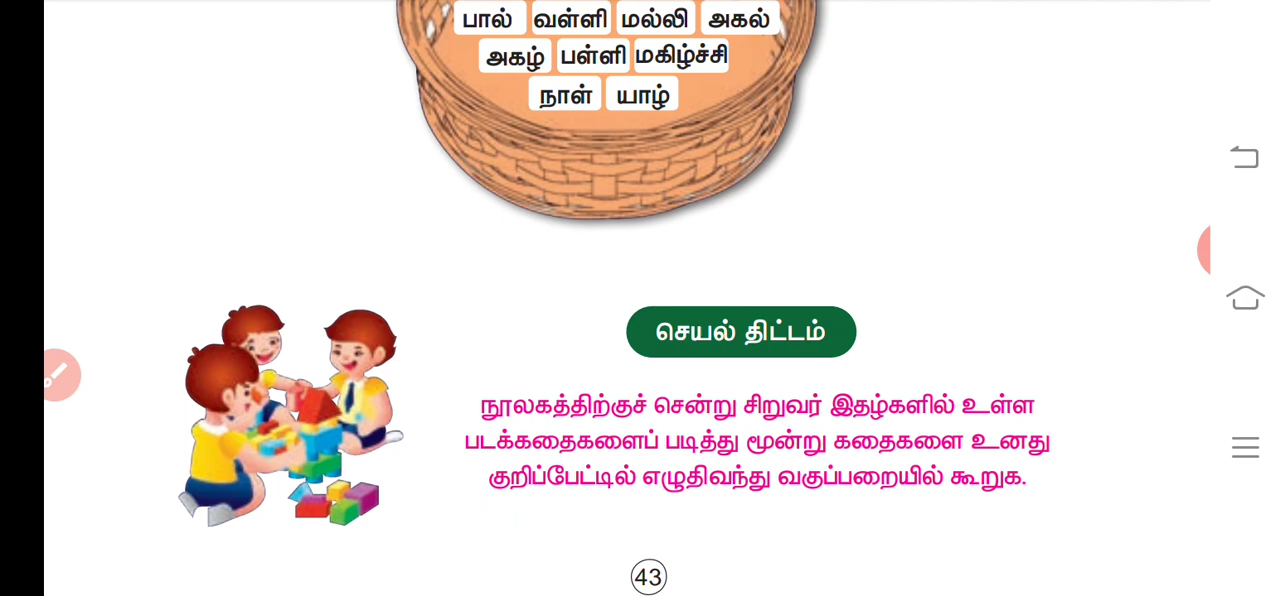 பால் வள்ளி மல்லி அகல்
அகழ் பள்ளி மகிழ்ச்சி
நாள் யாழ்
செயல் திட்டம்
நூலகத்திற்குச் சென்று சிறுவர் இதழ்களில் உள்ள
படக்கதைகளைப் படித்து மூன்று கதைகளை உனது
குறிப்பேட்டில் எழுதிவந்து வகுப்பறையில் கூறுக.
43